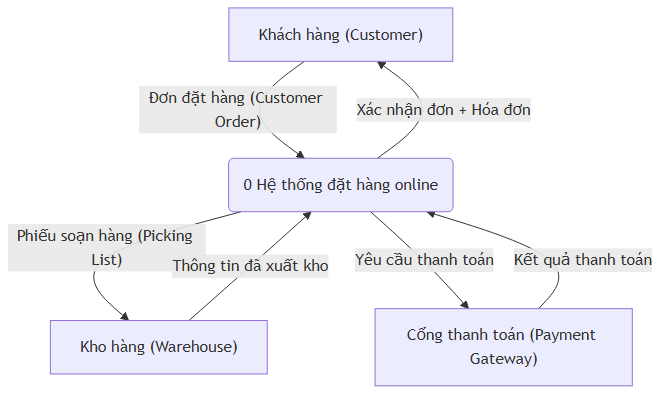 Khách hàng (Customer)
Đơn đặt hàng (Customer
Order)
Xác nhận đơn + Hóa đơn
0 Hệ thống đặt hàng online
Phiếu soạn hàng (Picking
List)
Thông tin đã xuất kho
Yêu cầu thanh toán
Kết quả thanh toán
Kho hàng (Warehouse)
Cổng thanh toán (Payment
Gateway)